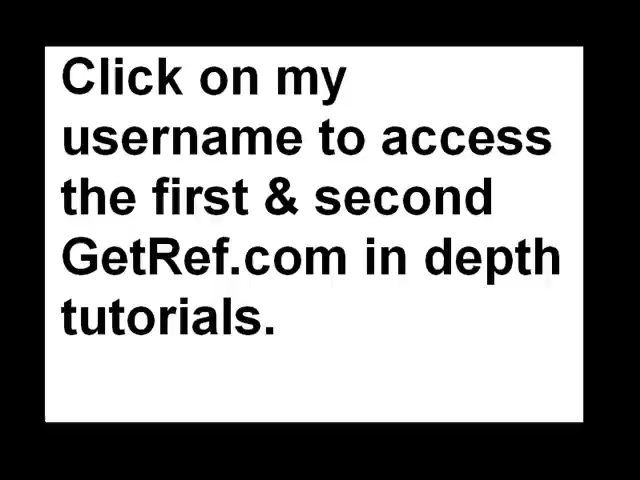 Click on my
username to access
the first & second
GetRef.com in depth
tutorials.